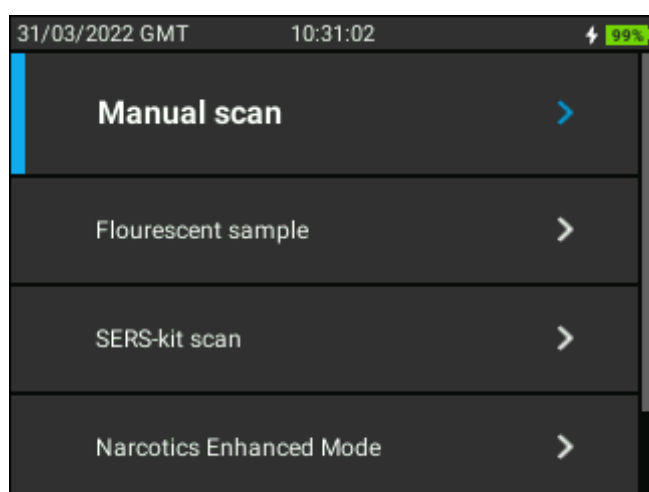 31/03/2022 GMT 10:31:02 99%
Manual scan
Flourescent sample
SERS-kit scan
Narcotics Enhanced Mode